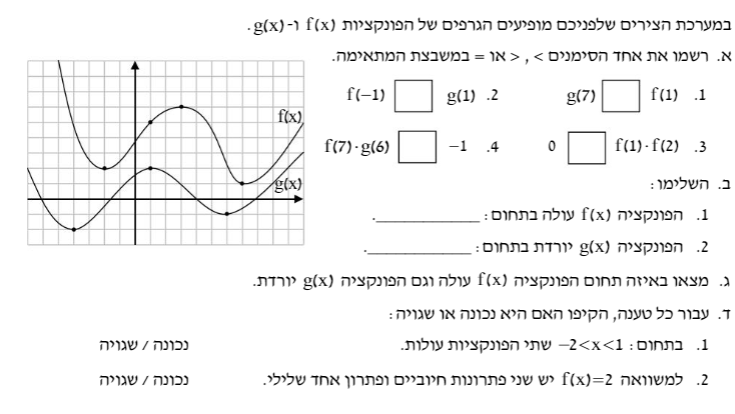 במערכת הצירים שלפניכם מופיעים הגרפים של הפונקציות f(x) ו-g(x).
א. רשמו את אחד הסימנים > , < או = במשבצת המתאימה.
1. f(1) g(7)
2. g(1) f(−1)
3. f(1)·f(2) 0
4. −1 f(7)·g(6)
f(x)
g(x)
ב. השלימו:
1. הפונקציה f(x) עולה בתחום: ____________.
2. הפונקציה g(x) יורדת בתחום: ____________.
ג. מצאו באיזה תחום הפונקציה f(x) עולה וגם הפונקציה g(x) יורדת.
ד. עבור כל טענה, הקיפו האם היא נכונה או שגויה:
1. בתחום: −2<x<1 שתי הפונקציות עולות. נכונה / שגויה
2. למשוואה f(x)=2 יש שני פתרונות חיוביים ופתרון אחד שלילי. נכונה / שגויה